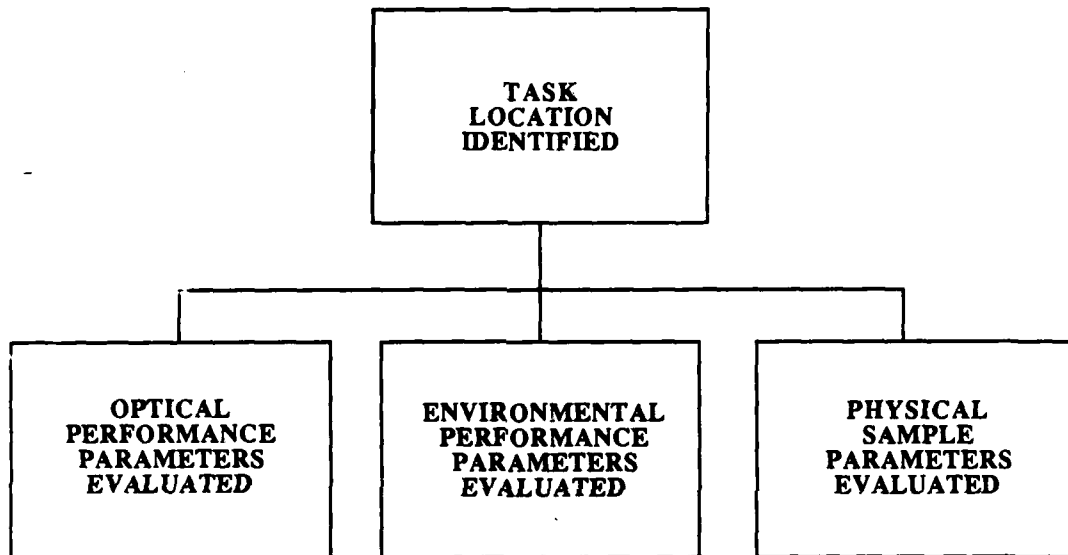 TASK
LOCATION
IDENTIFIED
OPTICAL
PERFORMANCE
PARAMETERS
EVALUATED
ENVIRONMENTAL
PERFORMANCE
PARAMETERS
EVALUATED
PHYSICAL
SAMPLE
PARAMETERS
EVALUATED